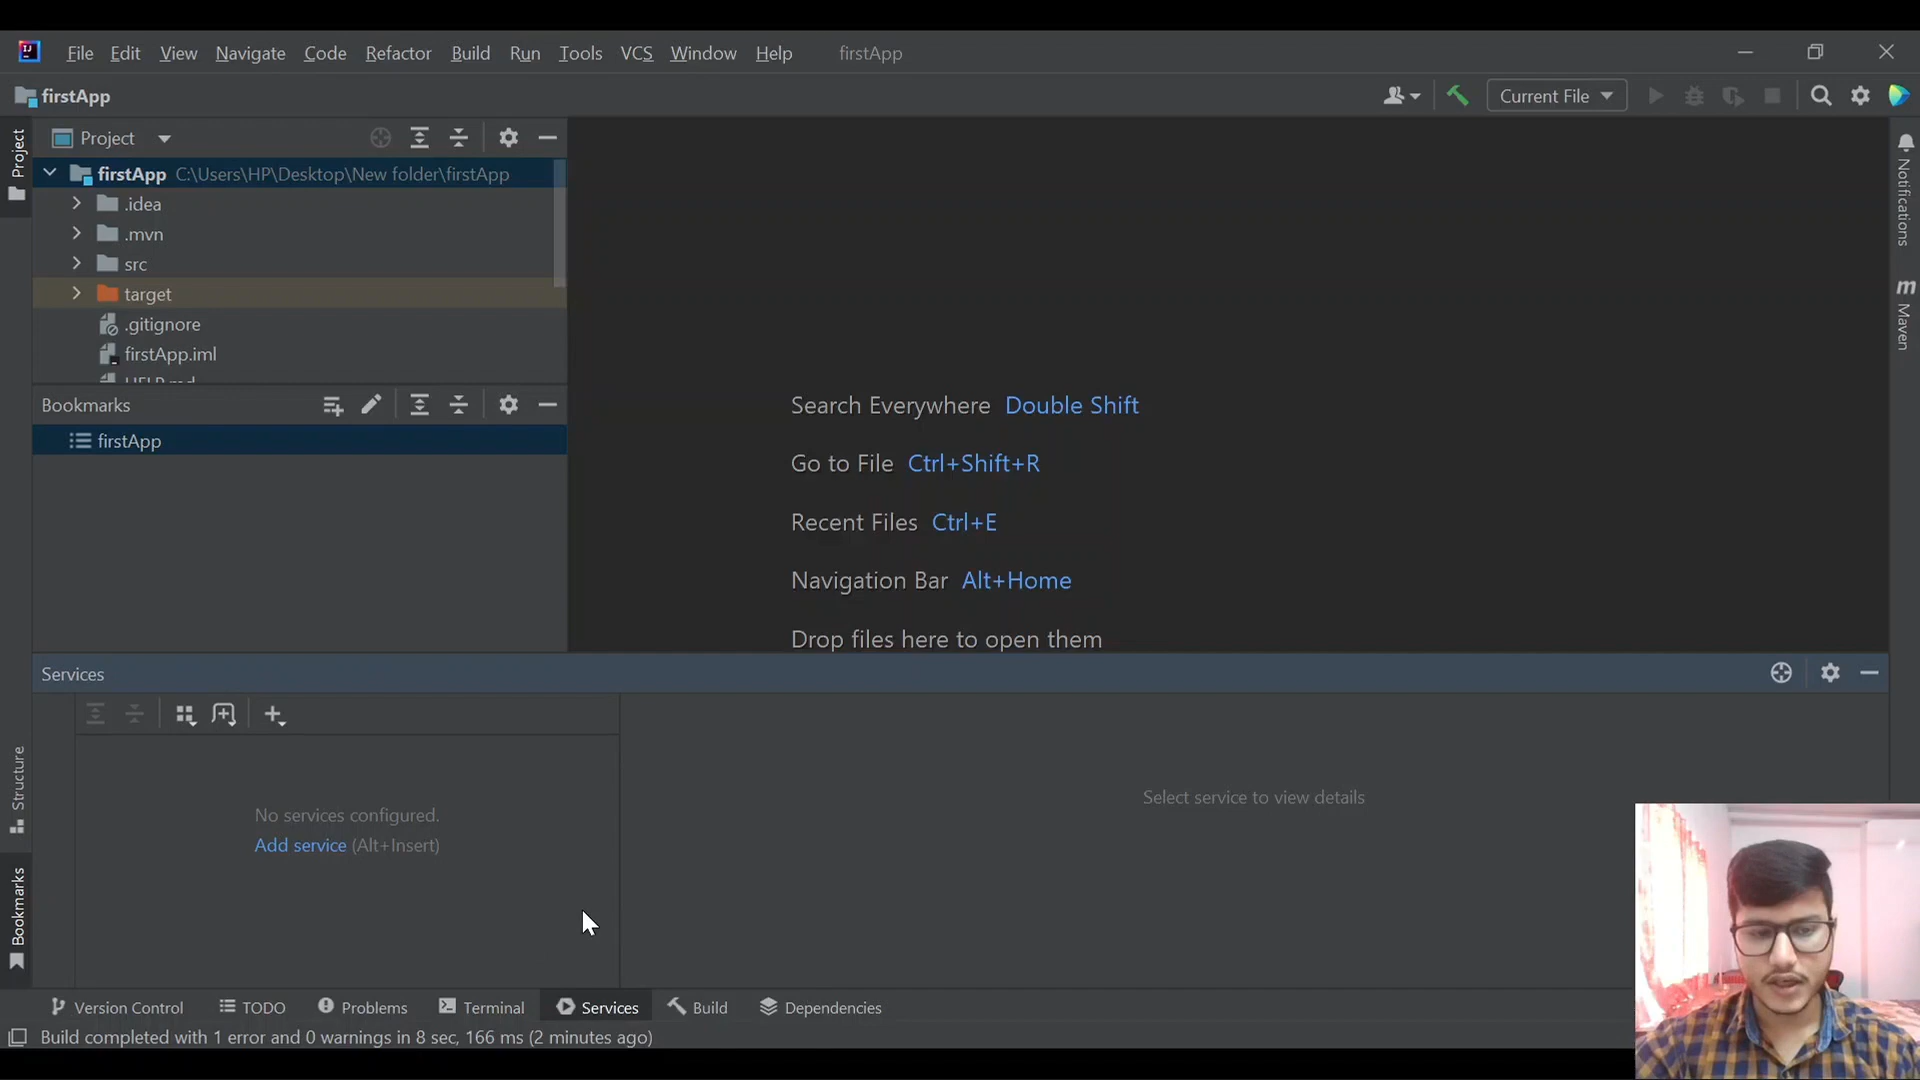 File Edit View Navigate Code Refactor Build Run Tools VCS Window Help firstApp
firstApp
Current File
Project
Project
firstApp C:\Users\HP\Desktop\New folder\firstApp
.idea
.mvn
src
target
.gitignore
firstApp.iml
HELP.md
Notifications
Maven
Bookmarks
firstApp
Search Everywhere Double Shift
Go to File Ctrl+Shift+R
Recent Files Ctrl+E
Navigation Bar Alt+Home
Drop files here to open them
Services
No services configured.
Add service (Alt+Insert)
Select service to view details
Structure
Bookmarks
Version Control TODO Problems Terminal Services Build Dependencies
Build completed with 1 error and 0 warnings in 8 sec, 166 ms (2 minutes ago)